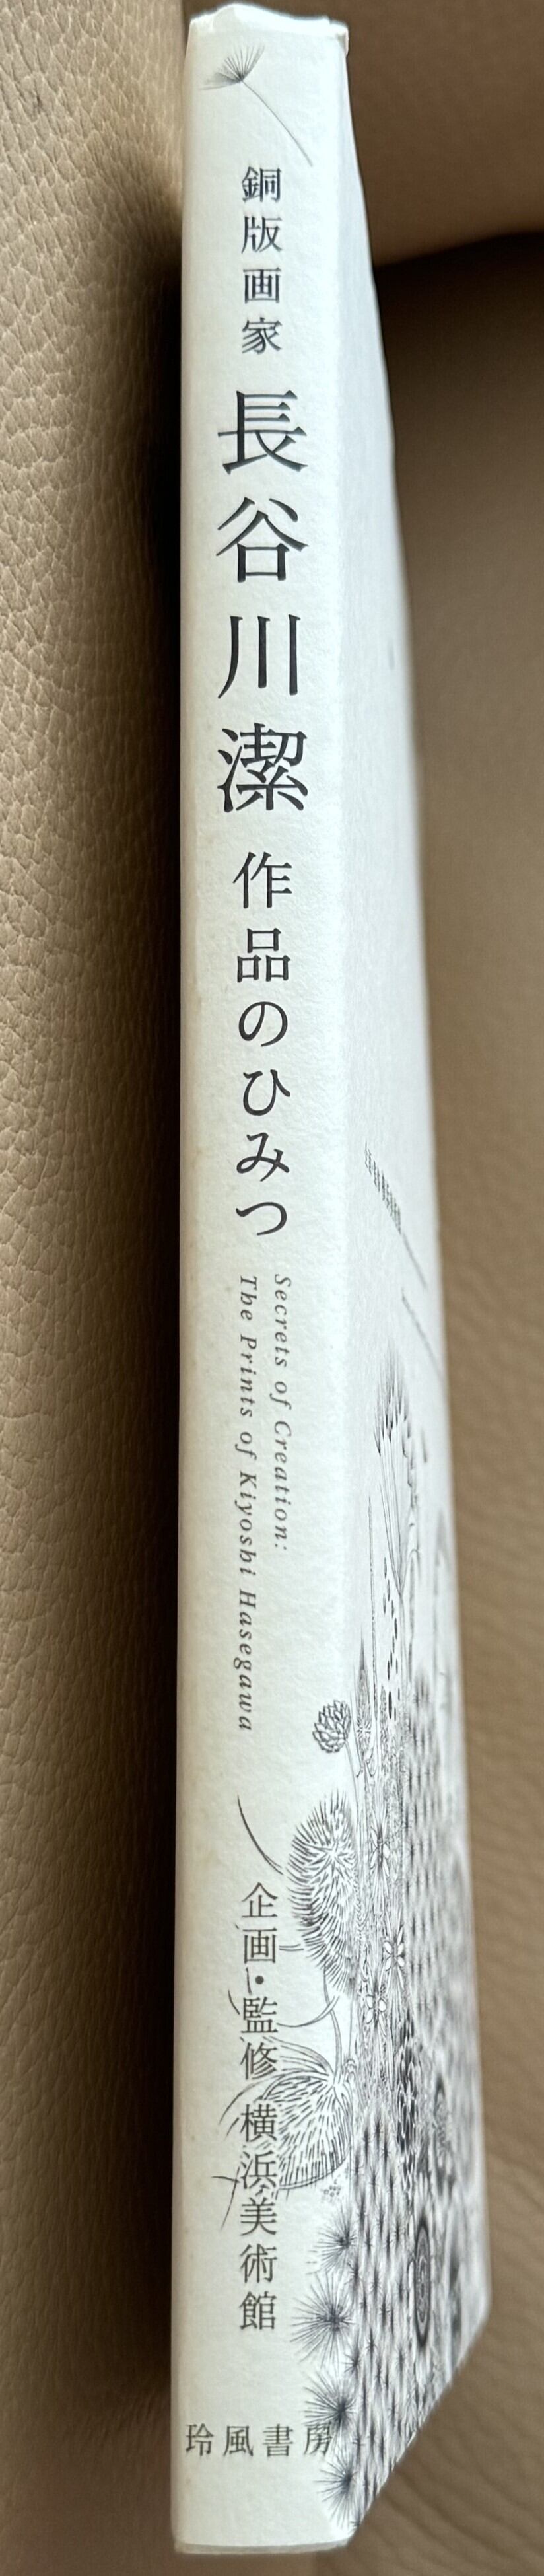 銅版画家
長谷川潔
作品のひみつ
Secrets of Creation:
The Prints of Kiyoshi Hasegawa
企画・監修 横浜美術館
玲風書房